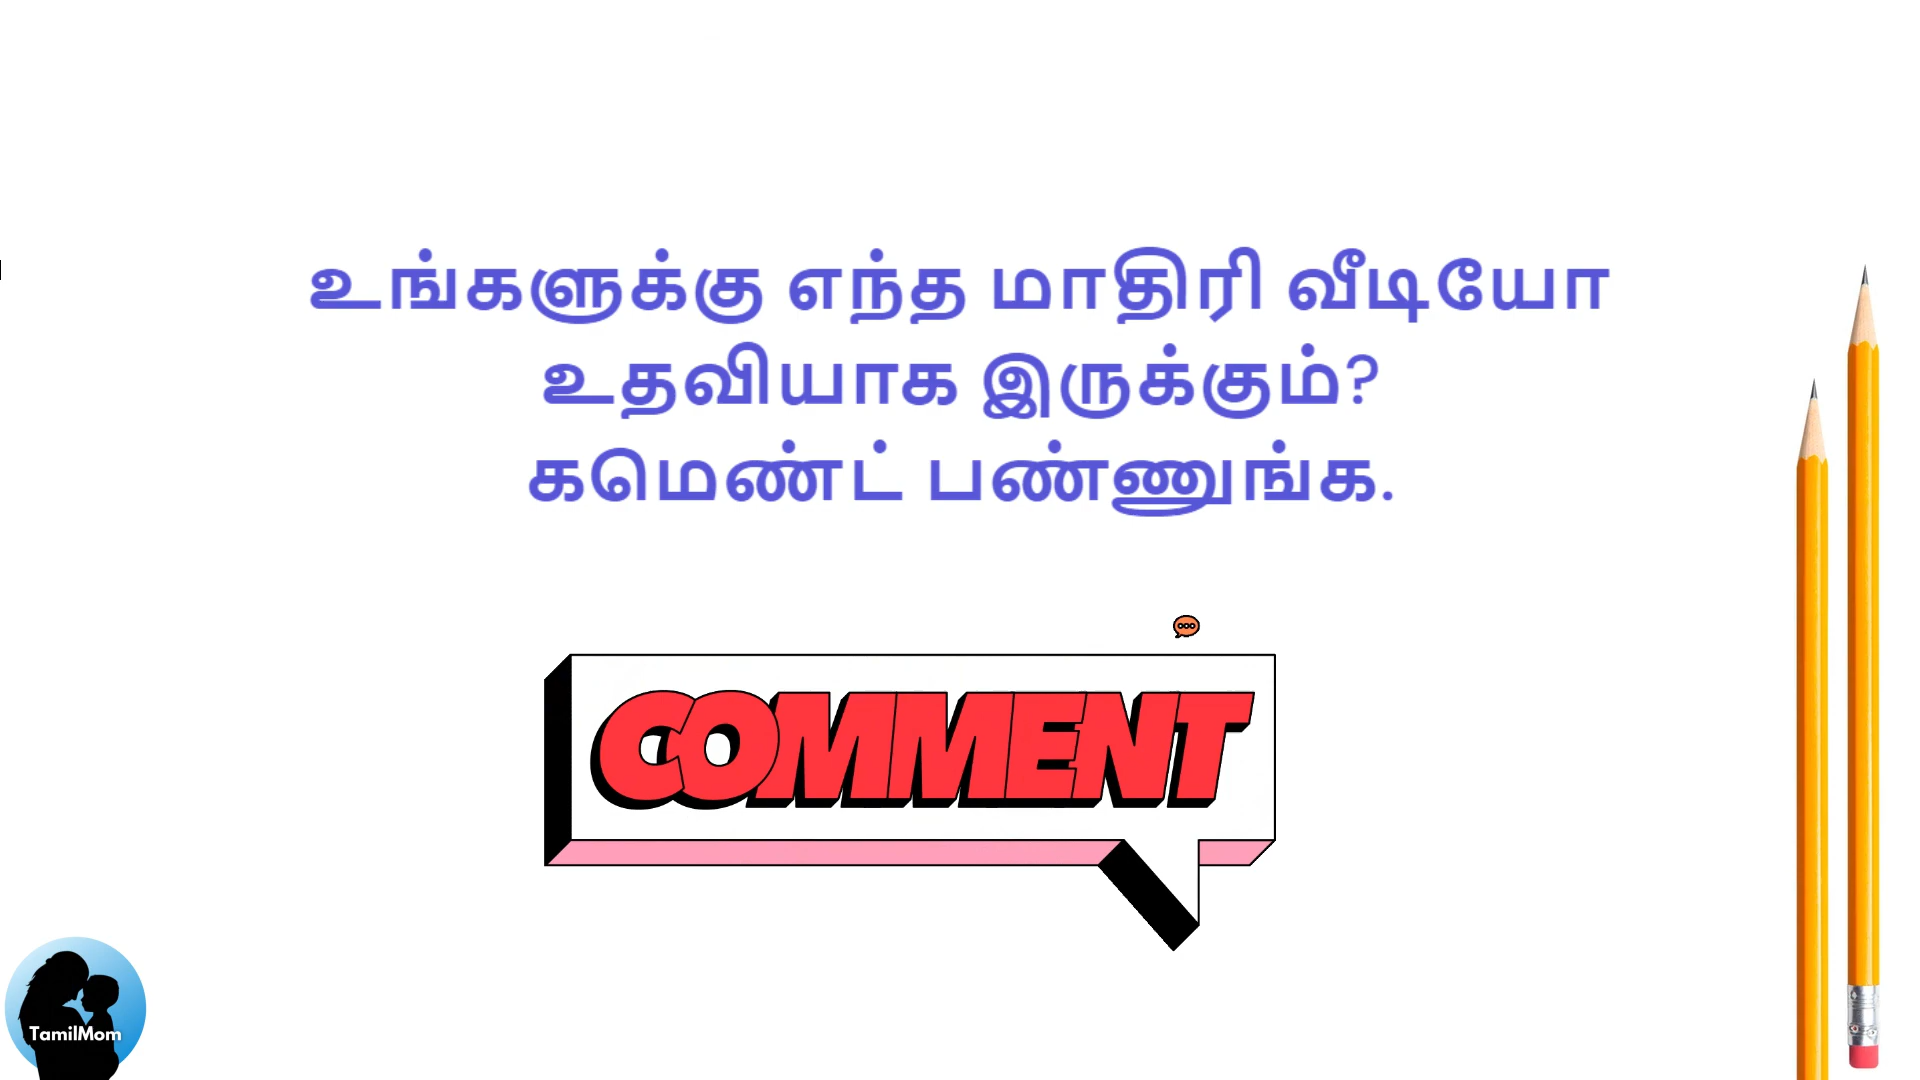 உங்களுக்கு எந்த மாதிரி வீடியோ
உதவியாக இருக்கும்?
கமெண்ட் பண்ணுங்க.
COMMENT
TamilMom